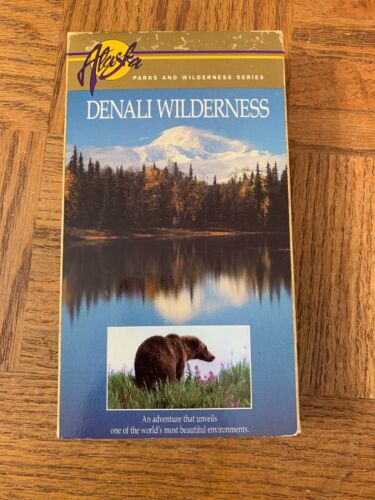 Alaska
PARKS AND WILDERNESS SERIES
DENALI WILDERNESS
An adventure that unveils
one of the world's most beautiful environments.